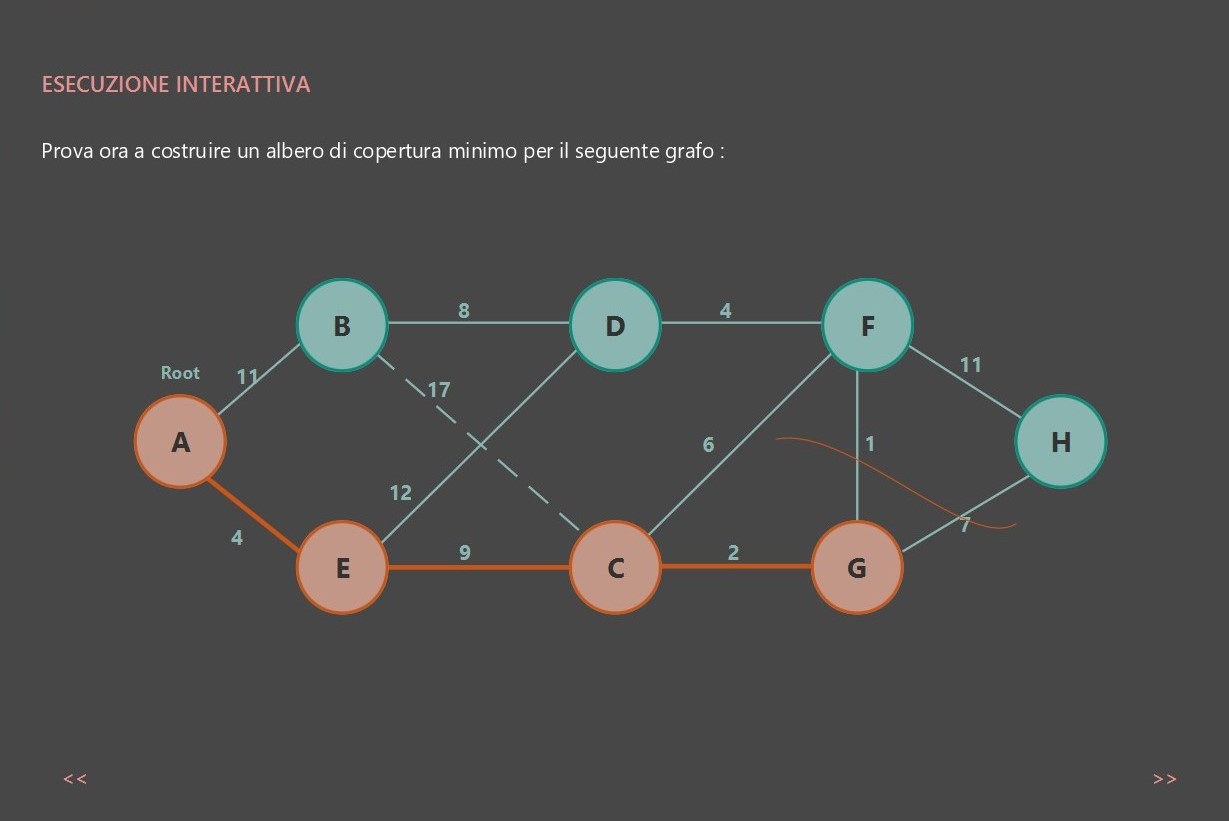 ESECUZIONE INTERATTIVA
Prova ora a costruire un albero di copertura minimo per il seguente grafo :
8
4
B
D
F
11
17
Root
11
A
6
1
H
12
4
9
2
7
E
C
G
<<
>>